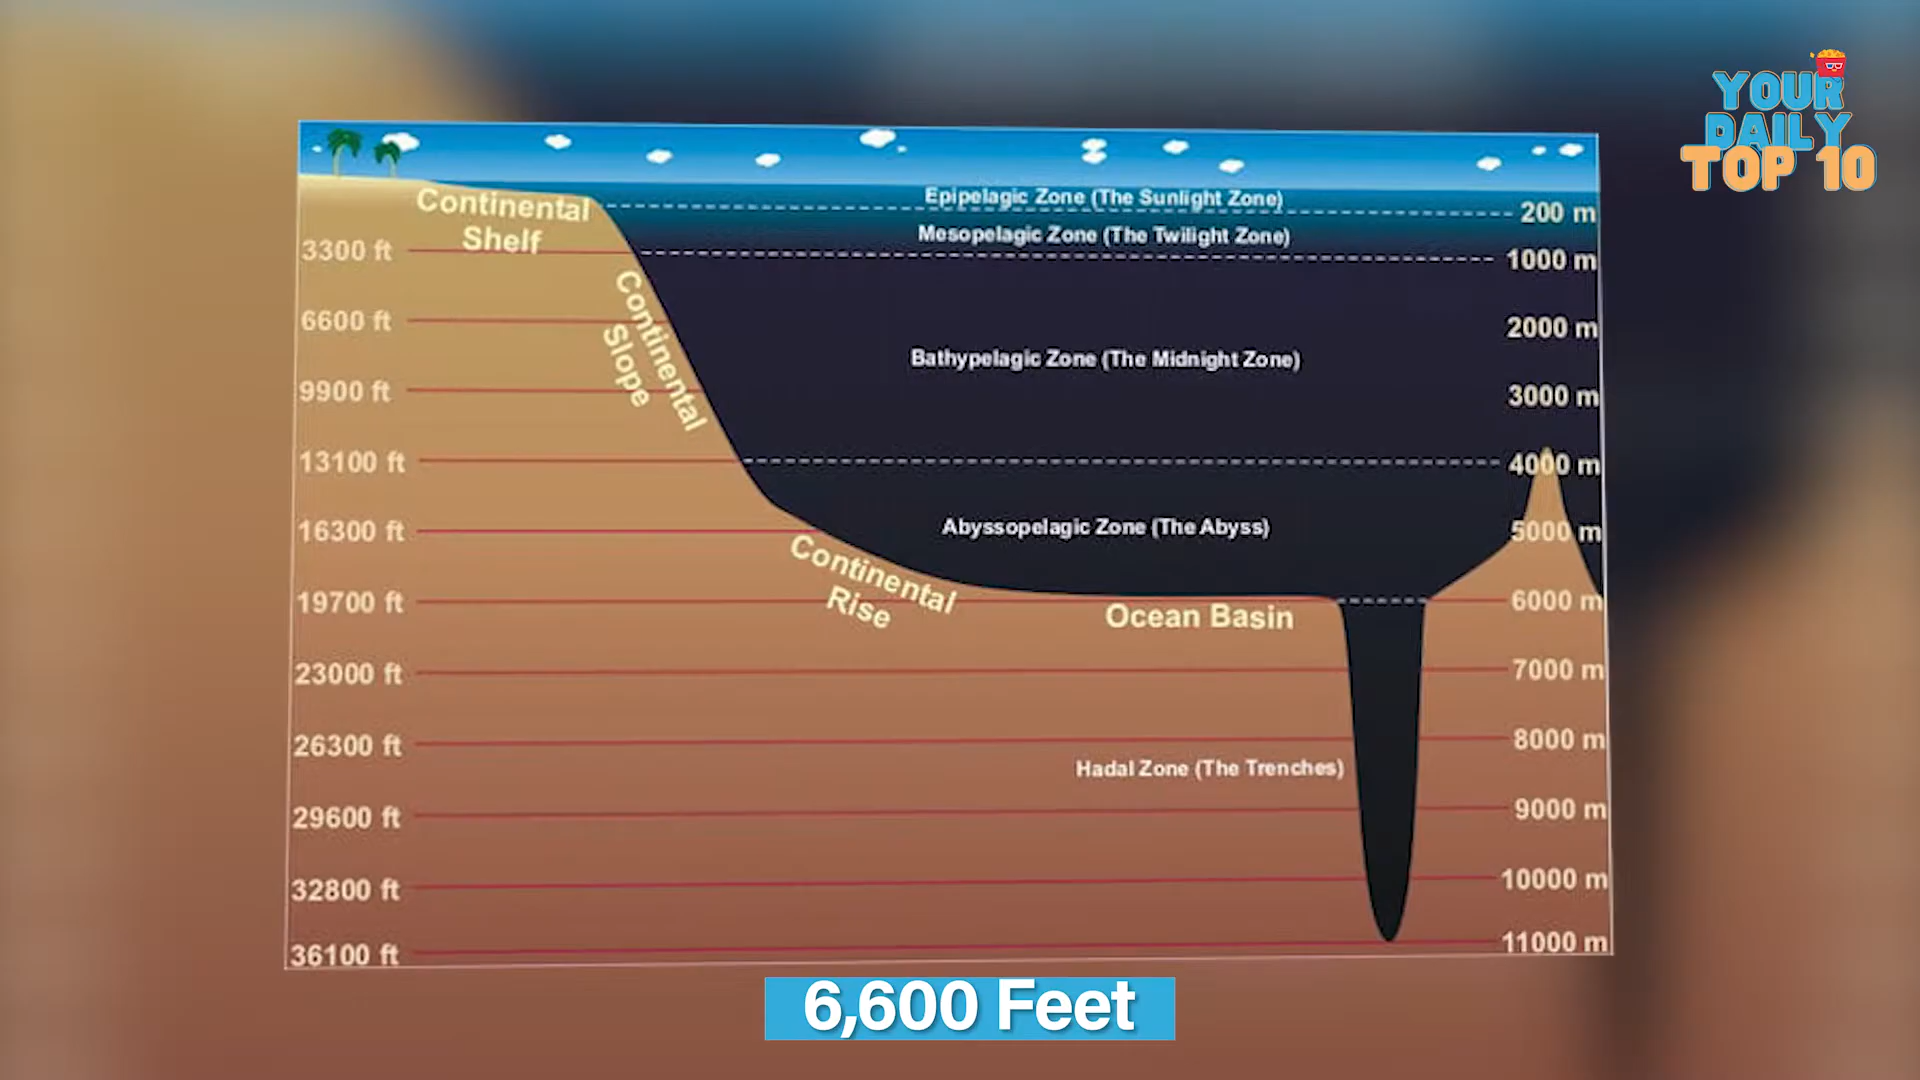 YOUR
DAILY
TOP 10
Continental
Shelf
Epipelagic Zone (The Sunlight Zone)
200 m
Mesopelagic Zone (The Twilight Zone)
3300 ft
1000 m
Continental
Slope
6600 ft
2000 m
Bathypelagic Zone (The Midnight Zone)
9900 ft
3000 m
13100 ft
4000 m
Abyssopelagic Zone (The Abyss)
16300 ft
5000 m
Continental
Rise
19700 ft
6000 m
Ocean Basin
23000 ft
7000 m
26300 ft
8000 m
Hadal Zone (The Trenches)
29600 ft
9000 m
32800 ft
10000 m
36100 ft
11000 m
6,600 Feet